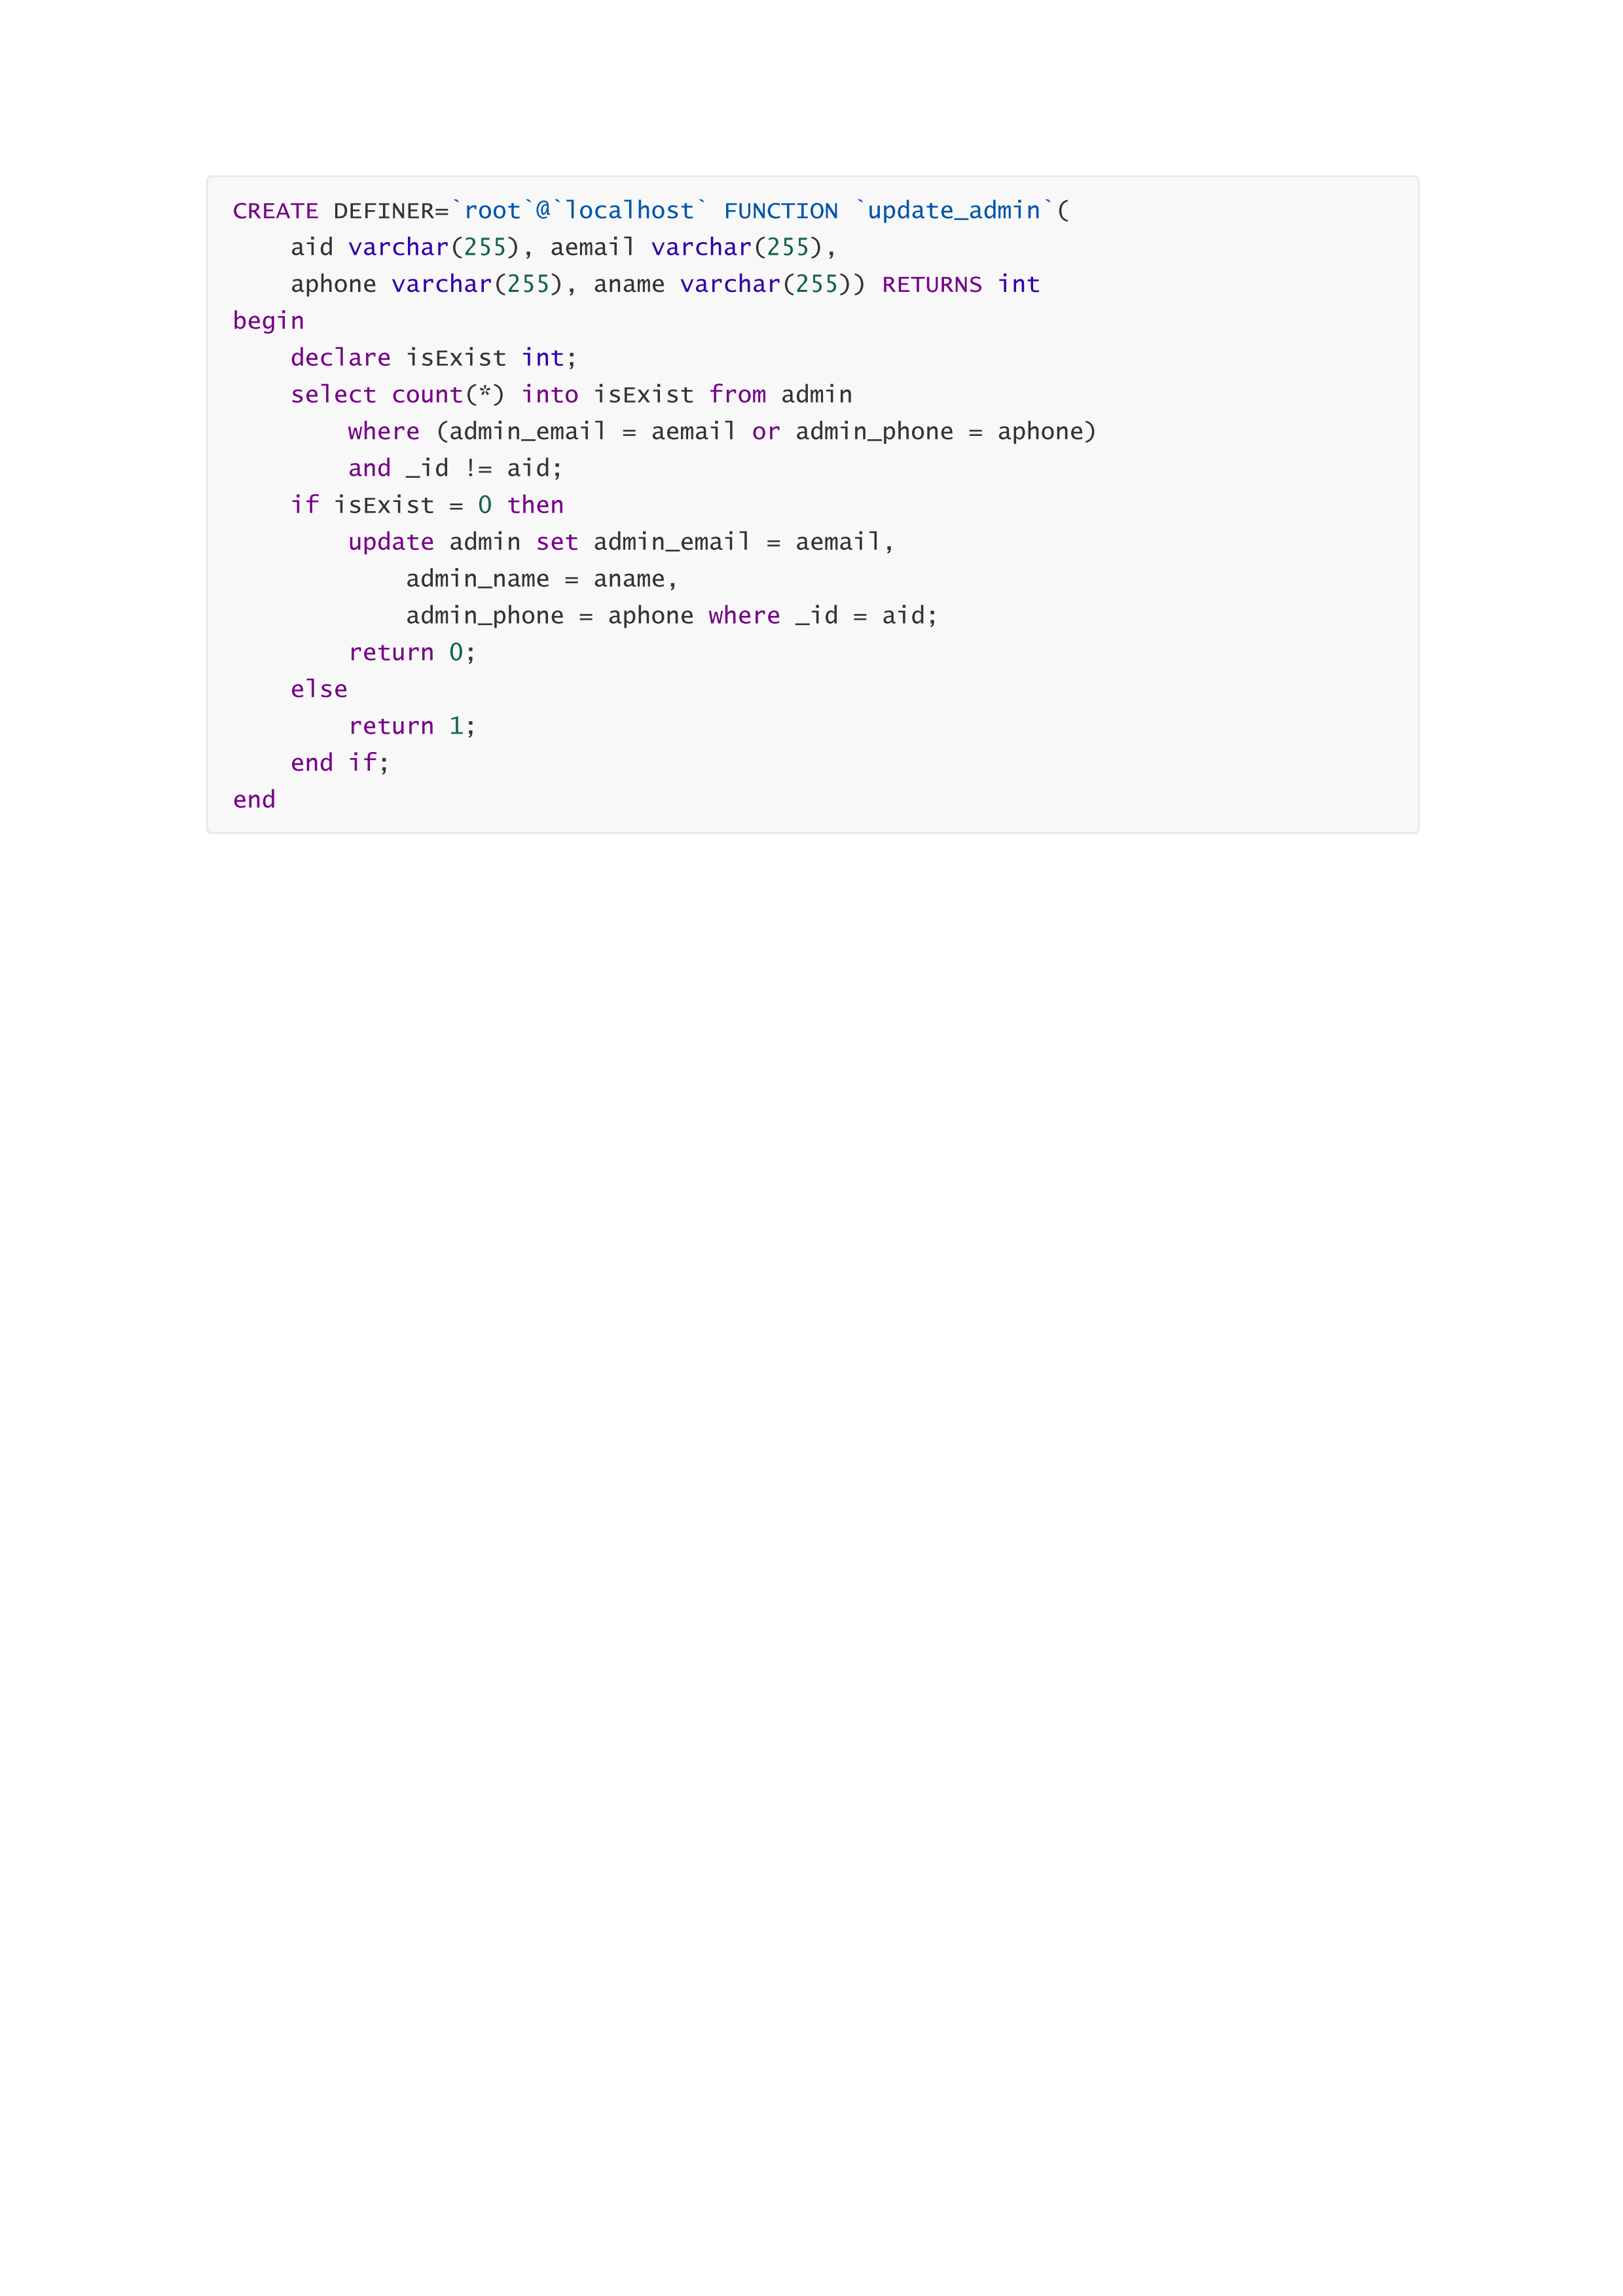 CREATE DEFINER=`root`@`localhost` FUNCTION `update_admin`(
    aid varchar(255), aemail varchar(255),
    aphone varchar(255), aname varchar(255)) RETURNS int
begin
    declare isExist int;
    select count(*) into isExist from admin
        where (admin_email = aemail or admin_phone = aphone)
        and _id != aid;
    if isExist = 0 then
        update admin set admin_email = aemail,
            admin_name = aname,
            admin_phone = aphone where _id = aid;
        return 0;
    else
        return 1;
    end if;
end